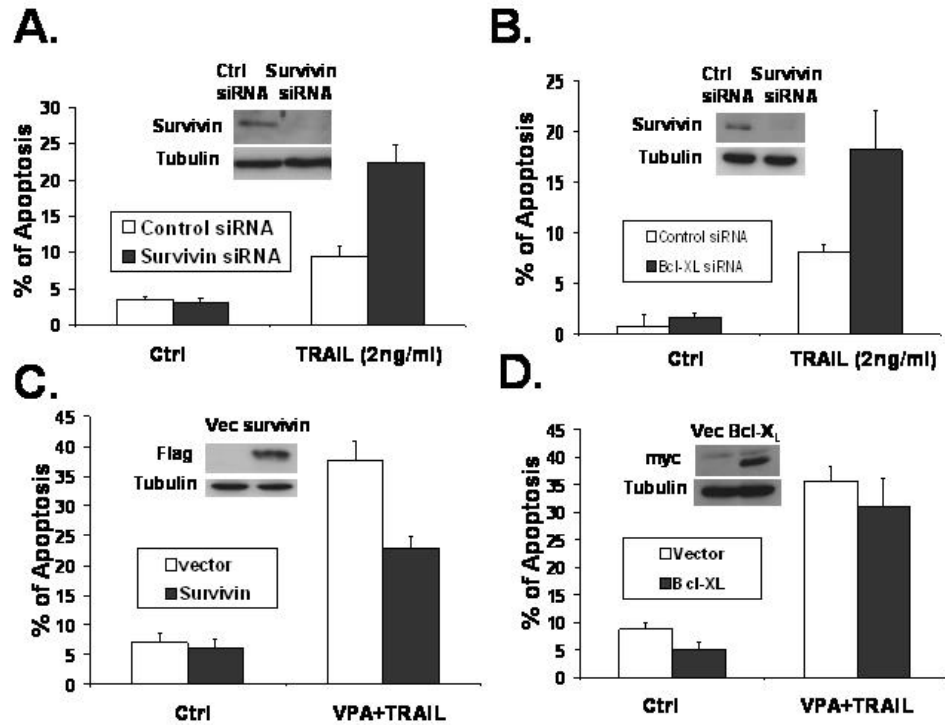 A.
Ctrl Survivin
siRNA siRNA
Survivin
Tubulin
30
25
20
15
10
5
0
% of Apoptosis
Control siRNA
Survivin siRNA
Ctrl
TRAIL (2ng/ml)
B.
Ctrl Survivin
siRNA siRNA
Survivin
Tubulin
25
20
15
10
5
0
% of Apoptosis
Control siRNA
Bcl-XL siRNA
Ctrl
TRAIL (2ng/ml)
C.
Vec survivin
Flag
Tubulin
45
40
35
30
25
20
15
10
5
0
% of Apoptosis
vector
Survivin
Ctrl
VPA+TRAIL
D.
Vec Bcl-XL
myc
Tubulin
45
40
35
30
25
20
15
10
5
0
% of Apoptosis
Vector
Bcl-XL
Ctrl
VPA+TRAIL